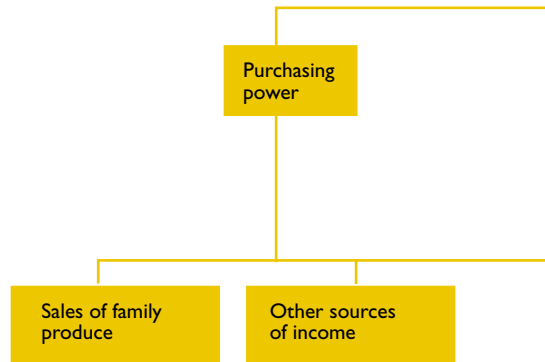 Purchasing
power
Sales of family
produce
Other sources
of income